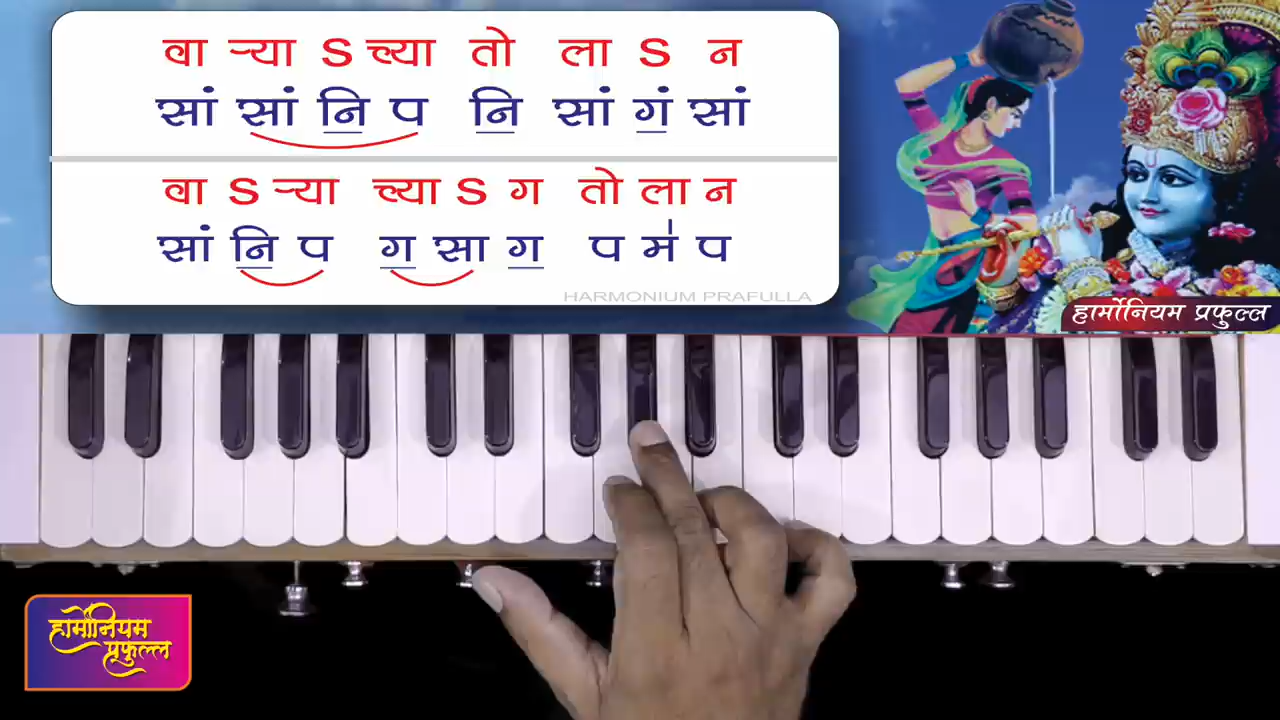 वा ऱ्या S च्या तो ला S न
सां सां नि॒ प नि॒ सां गं॒ सां
वा S ऱ्या च्या S ग तो ला न
सां नि॒ प ग॒ सा ग॒ प म॑ प
HARMONIUM PRAFULLA
हार्मोनियम प्रफुल्ल
हार्मोनियम
प्रफुल्ल